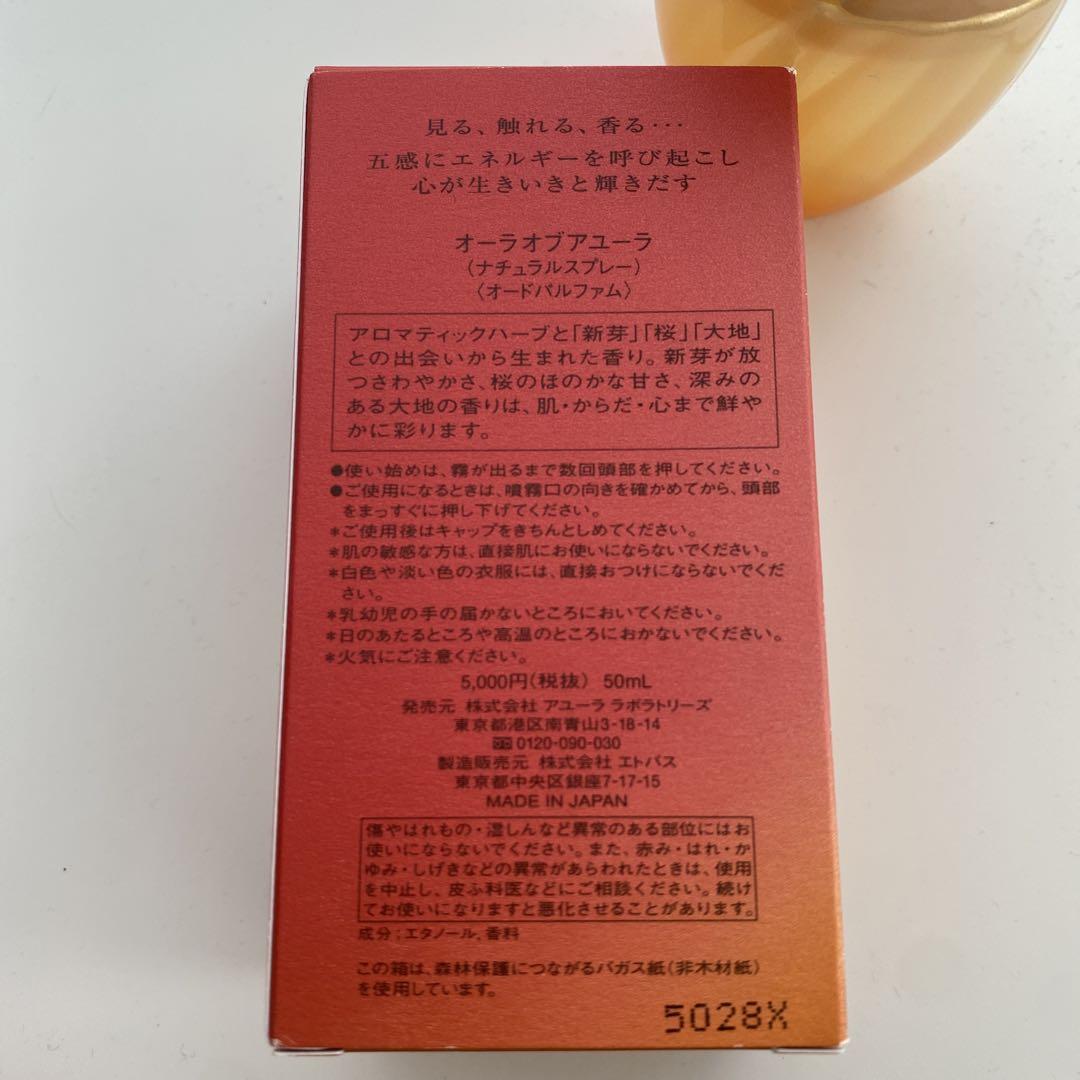 見る、触れる、香る・・・
五感にエネルギーを呼び起こし
心が生きいきと輝きだす
オーラオブアユーラ
(ナチュラルスプレー)
〈オードパルファム〉
アロマティックハーブと「新芽」「桜」「大地」
との出会いから生まれた香り。新芽が放
つさわやかさ、桜のほのかな甘さ、深みの
ある大地の香りは、肌・からだ・心まで鮮や
かに彩ります。
●使い始めは、霧が出るまで数回頭部を押してください。
●ご使用になるときは、噴霧口の向きを確かめてから、頭部
をまっすぐに押し下げてください。
*ご使用後はキャップをきちんとしめてください。
*肌の敏感な方は、直接肌にお使いにならないでください。
*白色や淡い色の衣服には、直接おつけにならないでくだ
さい。
*乳幼児の手の届かないところにおいてください。
*日のあたるところや高温のところにおかないでください。
*火気にご注意ください。
5,000円(税抜) 50mL
発売元 株式会社 アユーラ ラボラトリーズ
東京都港区南青山3-18-14
0120-090-030
製造販売元 株式会社 エトバス
東京都中央区銀座7-17-15
MADE IN JAPAN
傷やはれもの・湿しんなど異常のある部位にはお
使いにならないでください。また、赤み・はれ・か
ゆみ・しげきなどの異常があらわれたときは、使用
を中止し、皮ふ科医などにご相談ください。続け
てお使いになりますと悪化させることがあります。
成分;エタノール,香料
この箱は、森林保護につながるバガス紙(非木材紙)
を使用しています。
5028X